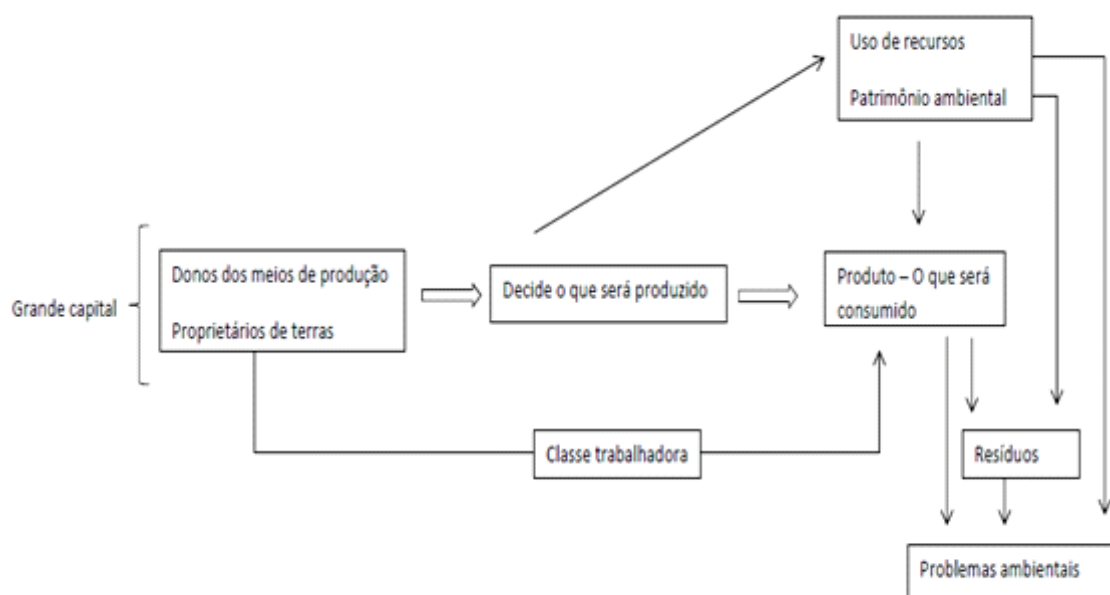 Uso de recursos
Patrimônio ambiental
Grande capital
Donos dos meios de produção
Proprietários de terras
Decide o que será produzido
Produto – O que será
consumido
Classe trabalhadora
Resíduos
Problemas ambientais